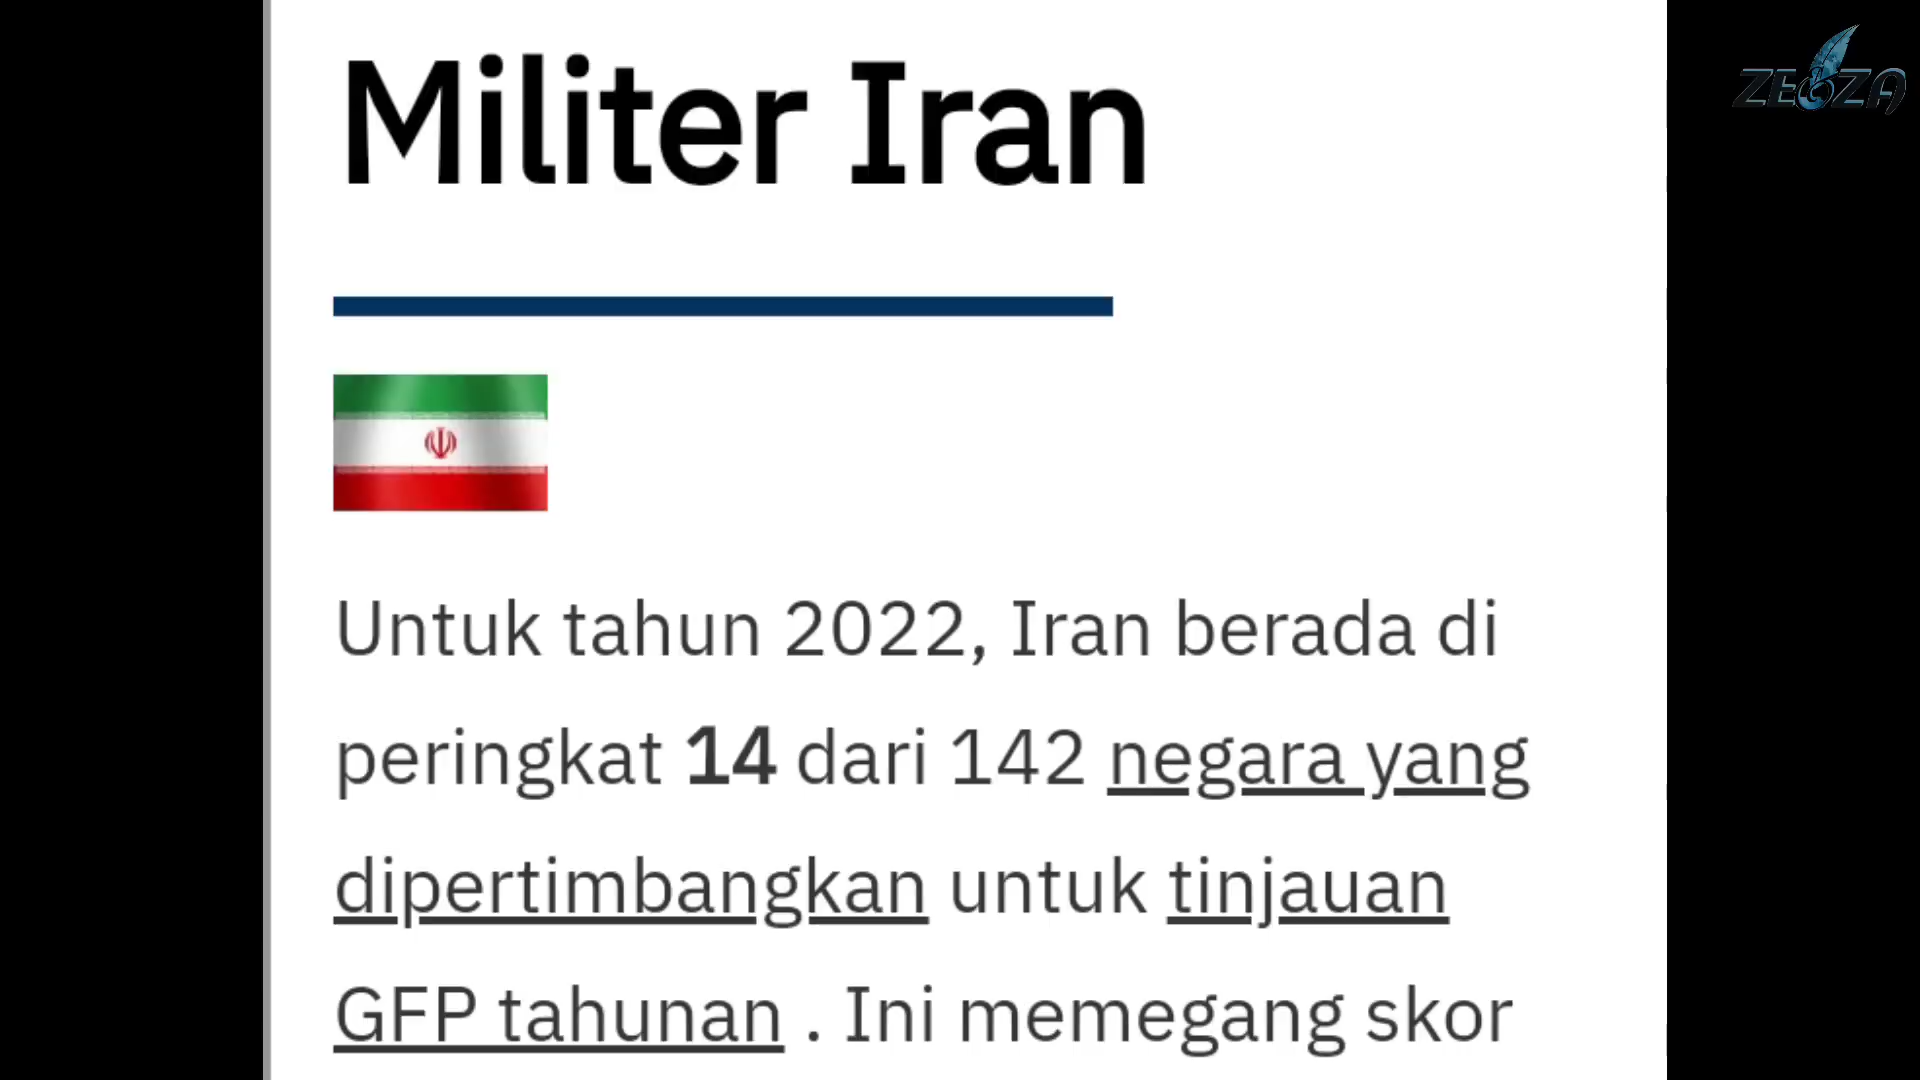 Militer Iran
ZEOZA
Untuk tahun 2022, Iran berada di
peringkat 14 dari 142 negara yang
dipertimbangkan untuk tinjauan
GFP tahunan . Ini memegang skor